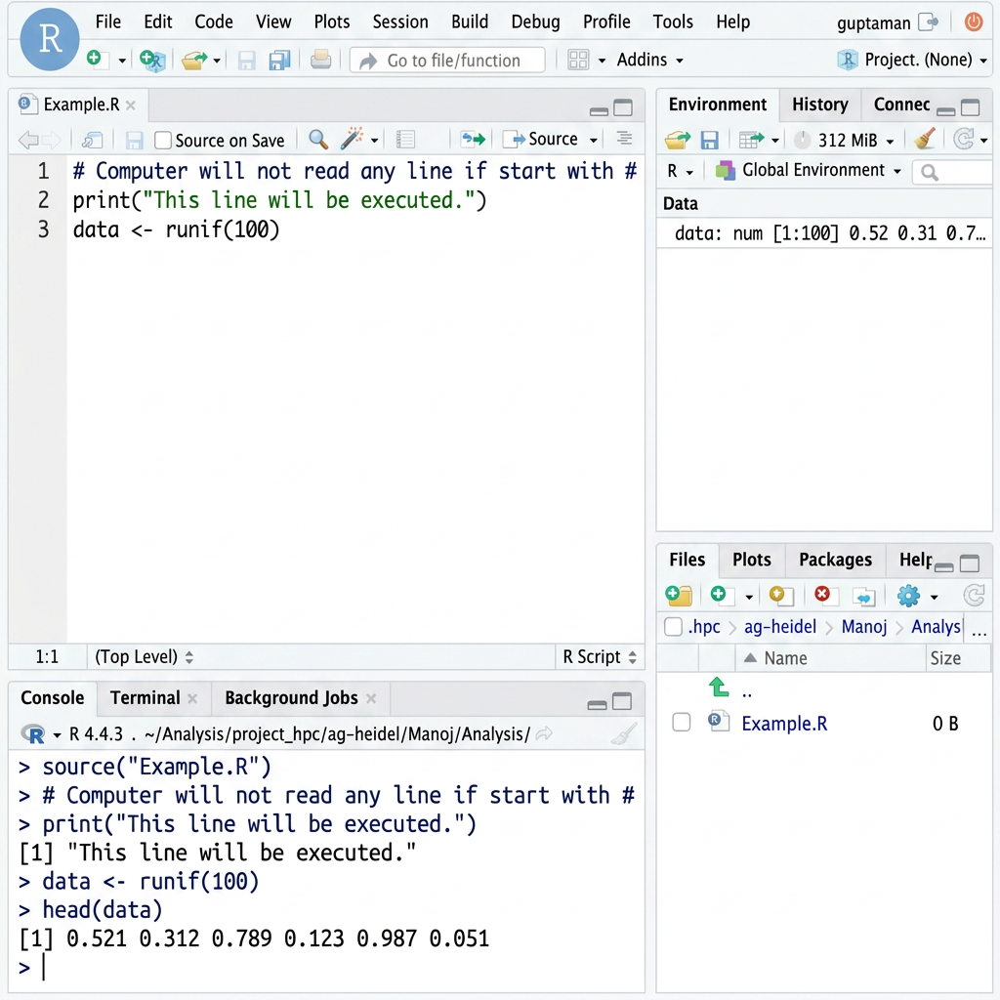 R File Edit Code View Plots Session Build Debug Profile Tools Help guptaman
Go to file/function Addins Project. (None)
Example.R
Source on Save Source
1 # Computer will not read any line if start with #
2 print("This line will be executed.")
3 data <- runif(100)
1:1 (Top Level) R Script
Console Terminal Background Jobs
R R 4.4.3 . ~/Analysis/project_hpc/ag-heidel/Manoj/Analysis/
> source("Example.R")
> # Computer will not read any line if start with #
> print("This line will be executed.")
[1] "This line will be executed."
> data <- runif(100)
> head(data)
[1] 0.521 0.312 0.789 0.123 0.987 0.051
>
Environment History Connec
312 MiB
R Global Environment
Data
data: num [1:100] 0.52 0.31 0.7…
Files Plots Packages Help
.hpc ag-heidel Manoj Analys ...
Name Size
..
Example.R 0 B